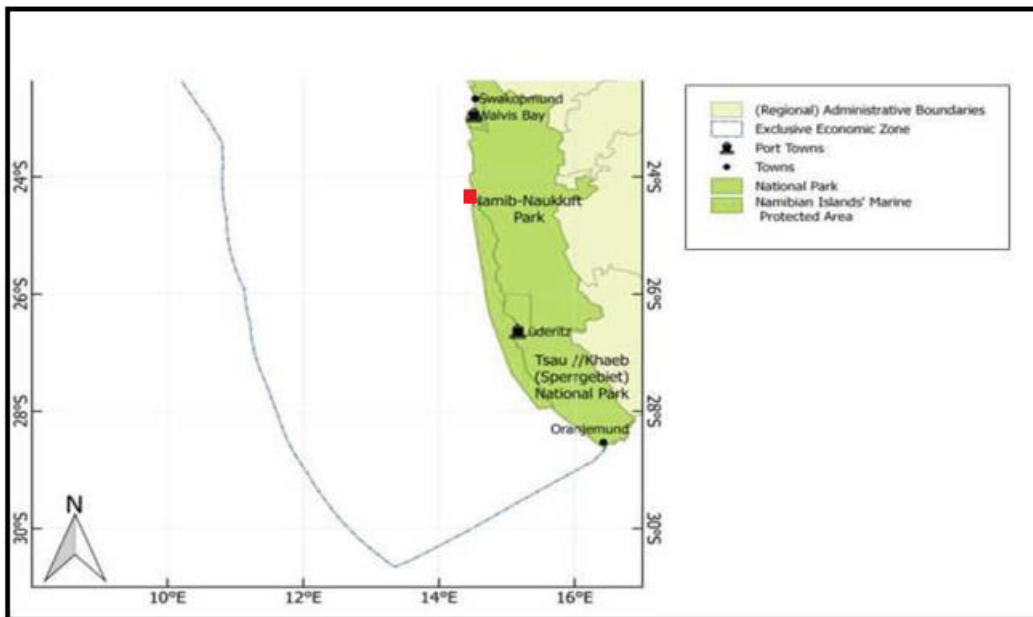 Swakopmund
Walvis Bay
24°S
24°S
Namib-Naukluft
Park
26°S
26°S
Lüderitz
Tsau //Khaeb
(Sperrgebiet)
National Park
28°S
28°S
Oranjemund
30°S
30°S
N
10°E
12°E
14°E
16°E
(Regional) Administrative Boundaries
Exclusive Economic Zone
Port Towns
Towns
National Park
Namibian Islands' Marine
Protected Area